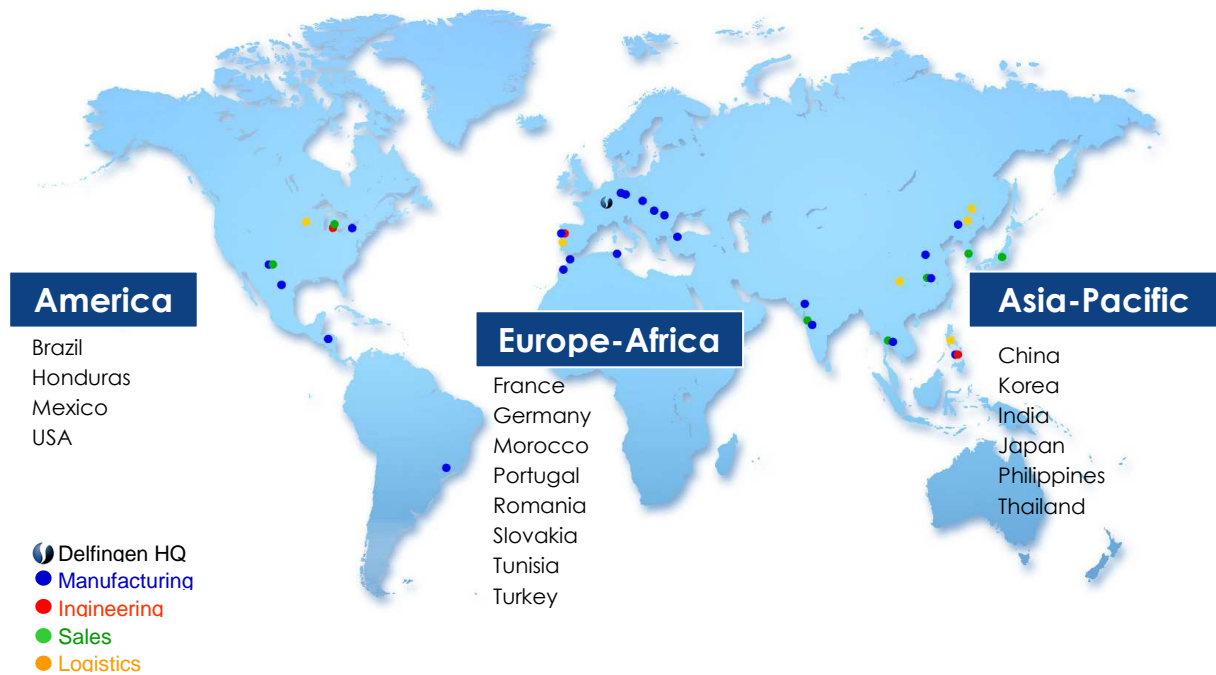 America
Brazil
Honduras
Mexico
USA
Europe-Africa
France
Germany
Morocco
Portugal
Romania
Slovakia
Tunisia
Turkey
Asia-Pacific
China
Korea
India
Japan
Philippines
Thailand
Delfingen HQ
Manufacturing
Ingineering
Sales
Logistics